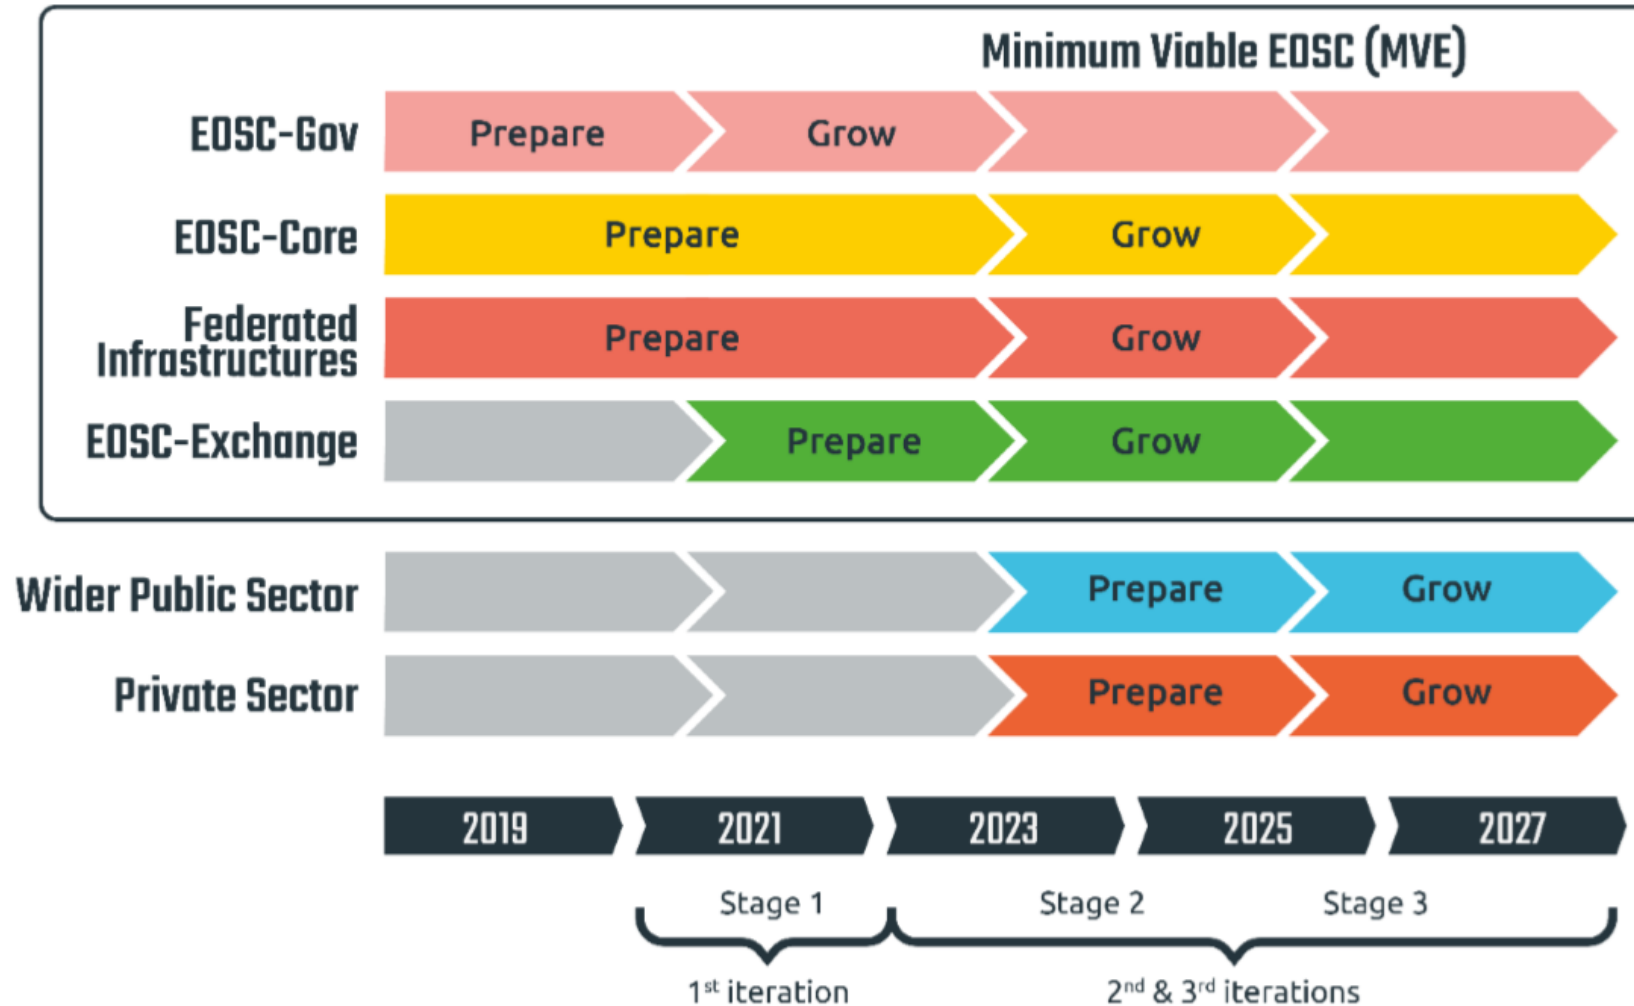 Minimum Viable EOSC (MVE)
EOSC-Gov
Prepare
Grow
EOSC-Core
Prepare
Grow
Federated
Infrastructures
Prepare
Grow
EOSC-Exchange
Prepare
Grow
Wider Public Sector
Prepare
Grow
Private Sector
Prepare
Grow
2019
2021
2023
2025
2027
Stage 1
Stage 2
Stage 3
1st iteration
2nd & 3rd iterations